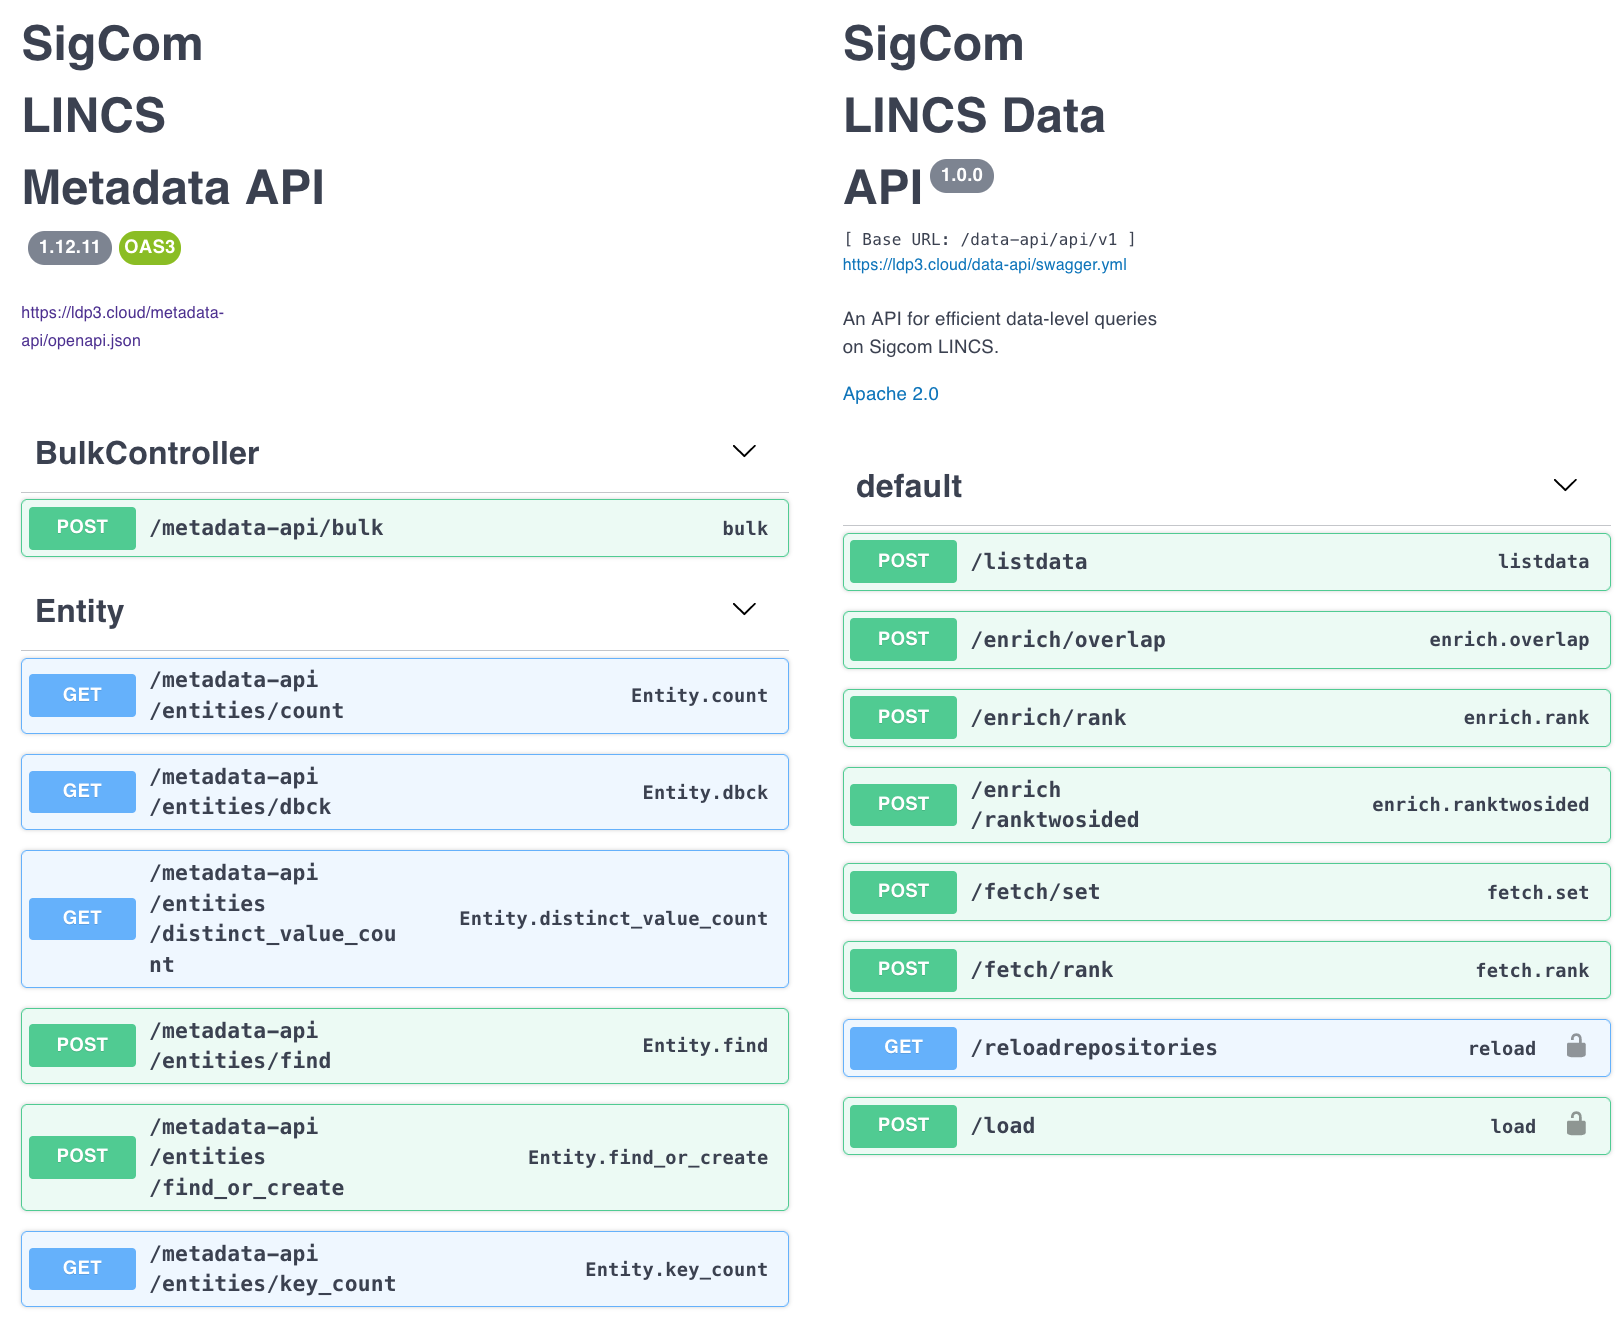 SigCom
LINCS
Metadata API
1.12.11 OAS3
https://ldp3.cloud/metadata-
api/openapi.json
BulkController
POST /metadata-api/bulk bulk
Entity
GET /metadata-api
/entities/count Entity.count
GET /metadata-api
/entities/dbck Entity.dbck
GET /metadata-api
/entities
/distinct_value_cou
nt Entity.distinct_value_count
POST /metadata-api
/entities/find Entity.find
POST /metadata-api
/entities
/find_or_create Entity.find_or_create
GET /metadata-api
/entities/key_count Entity.key_count
SigCom
LINCS Data
API 1.0.0
[ Base URL: /data-api/api/v1 ]
https://ldp3.cloud/data-api/swagger.yml
An API for efficient data-level queries
on Sigcom LINCS.
Apache 2.0
default
POST /listdata listdata
POST /enrich/overlap enrich.overlap
POST /enrich/rank enrich.rank
POST /enrich
/ranktwosided enrich.ranktwosided
POST /fetch/set fetch.set
POST /fetch/rank fetch.rank
GET /reloadrepositories reload
POST /load load